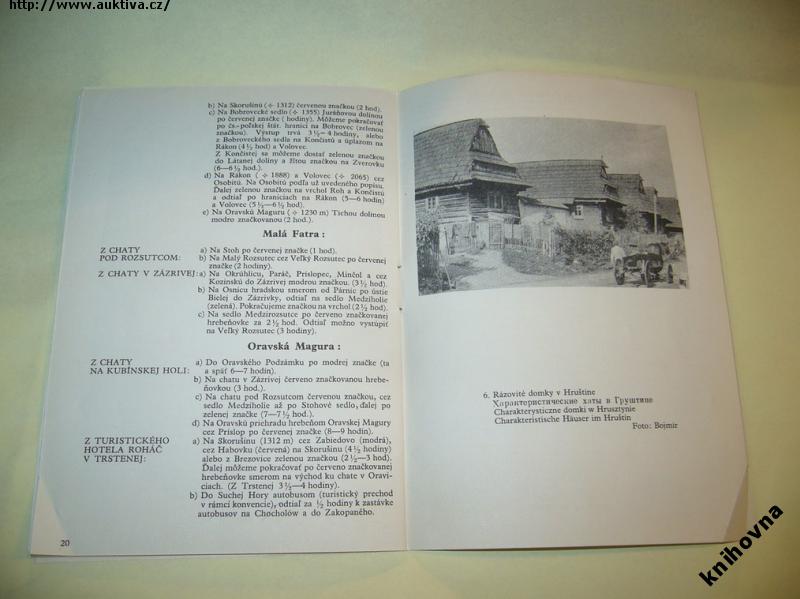 http://www.auktiva.cz/
b) Na Skorušinú (÷ 1312) červenou značkou (2 hod).
c) Na Bobrovecké sedlo (÷ 1355) Juráňovou dolinou
po červenej značke ( hodiny). Môžeme pokračovať
po čs.-poľskej štát. hranici na Bobrovec (zelenou
značkou). Výstup trvá 3½—4 hodiny, alebo
z Bobroveckého sedla na Končistú a úplazom na
Rákon (4½ hod) a Volovec.
Z Končistej sa môžeme dostať zelenou značkou
do Látanej doliny a žltou značkou na Zverovku
(6—6½ hod.).
d) Na Rákon ( ÷ 1888) a Volovec ( ÷ 2065) cez
Osobitú. Na Osobitú podľa už uvedeného popisu.
Ďalej zelenou značkou na vrchol Roh a Končistú
a odtiaľ po hraniciach na Rákon (5—6 hodín)
a Volovec (5½—6½ hod).
e) Na Oravskú Maguru ( ÷ 1230 m) Tichou dolinou
modro značkovanou (2 hod.).
Malá Fatra :
Z CHATY
POD ROZSUTCOM:
a) Na Stoh po červenej značke (1 hod).
b) Na Malý Rozsutec cez Veľký Rozsutec po červenej
značke (2 hodiny).
Z CHATY V ZÁZRIVEJ: a) Na Okrúhlicu, Paráč, Príslopec, Minčol a cez
Kozinskú do Zázrivej modrou značkou. (3½ hod).
b) Na Osnicu hradskou smerom od Párnic po ústie
Bielej do Zázrivky, odtiaľ na sedlo Medziholie
(zelená). Pokračujeme značkou na vrchol (2½ hod).
c) Na sedlo Medzirozsutce po červeno značkovanej
hrebeňovke za 2½ hod. Odtiaľ možno vystúpiť
na Veľký Rozsutec (3 hodiny).
Oravská Magura :
Z CHATY
NA KUBÍNSKEJ HOLI:
a) Do Oravského Podzámku po modrej značke (ta
a späť 6—7 hodín).
b) Na chatu v Zázrivej červeno značkovanou hrebe-
ňovkou (3 hod.).
c) Na chatu pod Rozsutcom červenou značkou, cez
sedlo Medziholie až po Stohové sedlo, ďalej po
zelenej značke (7—7½ hod.).
d) Na Oravskú priehradu hrebeňom Oravskej Magury
cez Príslop po červenej značke (8—9 hodín).
Z TURISTICKÉHO
HOTELA ROHÁČ
V TRSTENEJ:
a) Na Skorušinu (1312 m) cez Zabiedovo (modrá),
cez Habovku (červená) na Skorušinu (4½ hodiny)
alebo z Brezovice zelenou značkou (2½—3 hod).
Ďalej môžeme pokračovať po červeno značkovanej
hrebeňovke smerom na východ ku chate v Oravi-
ciach. (Z Trstenej 3½—4 hodiny).
b) Do Suchej Hory autobusom (turistický prechod
v rámci konvencie), odtiaľ za ½ hodiny k zastávke
autobusov na Chochołów a do Zakopaného.
20
6. Rázovité domky v Hruštine
Характеристические хаты в Груштине
Charakterystyczne domki w Hrusztynie
Charakteristische Häuser im Hruštin
Foto: Bojmír
knihovna